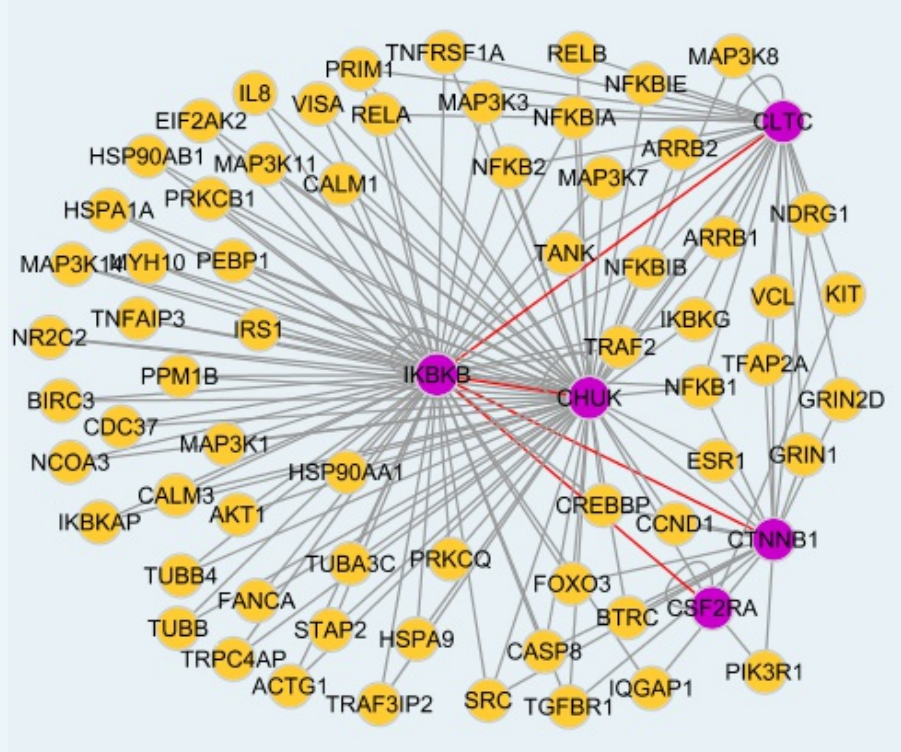 TNFRSF1A
RELB
MAP3K8
PRIM1
NFKBIE
IL8
VISA
RELA
MAP3K3
NFKBIA
CLTC
EIF2AK2
HSP90AB1
MAP3K11
CALM1
NFKB2
MAP3K7
ARRB2
HSPA1A
PRKCB1
NDRG1
ARRB1
MAP3K14
MYH10
PEBP1
TANK
NFKBIB
VCL
KIT
NR2C2
TNFAIP3
IRS1
IKBKG
TRAF2
TFAP2A
PPM1B
IKBKB
CHUK
NFKB1
GRIN2D
BIRC3
CDC37
MAP3K1
NCOA3
HSP90AA1
ESR1
GRIN1
IKBKAP
CALM3
AKT1
CREBBP
CCND1
CTNNB1
TUBB4
TUBA3C
PRKCQ
FOXO3
FANCA
CSF2RA
TUBB
STAP2
HSPA9
BTRC
TRPC4AP
CASP8
ACTG1
TRAF3IP2
SRC
TGFBR1
IQGAP1
PIK3R1